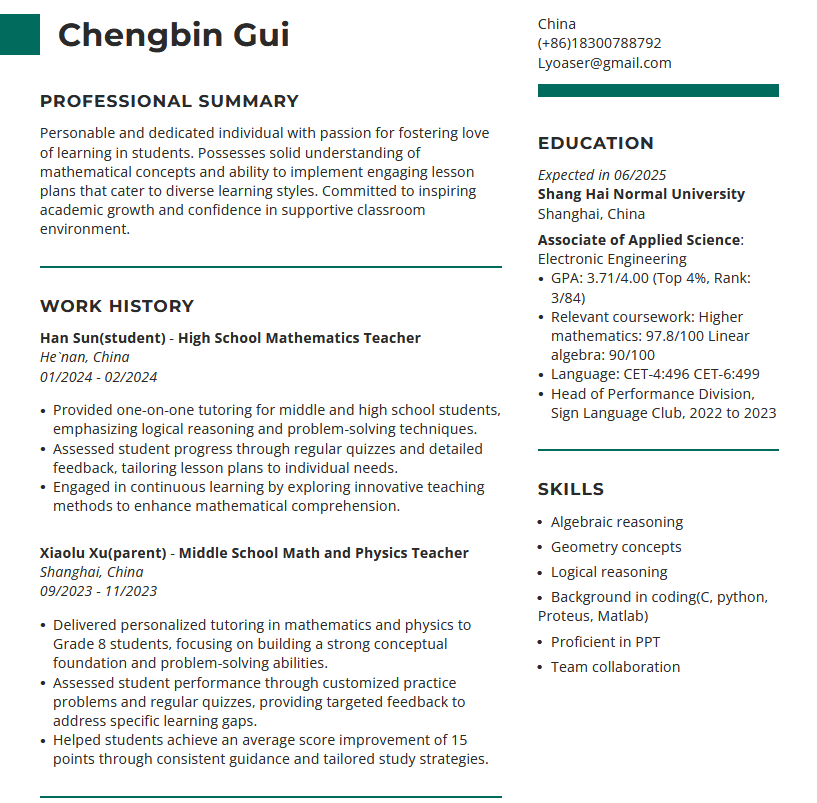 Chengbin Gui
PROFESSIONAL SUMMARY
Personable and dedicated individual with passion for fostering love
of learning in students. Possesses solid understanding of
mathematical concepts and ability to implement engaging lesson
plans that cater to diverse learning styles. Committed to inspiring
academic growth and confidence in supportive classroom
environment.
WORK HISTORY
Han Sun(student) - High School Mathematics Teacher
He`nan, China
01/2024 - 02/2024
• Provided one-on-one tutoring for middle and high school students,
emphasizing logical reasoning and problem-solving techniques.
• Assessed student progress through regular quizzes and detailed
feedback, tailoring lesson plans to individual needs.
• Engaged in continuous learning by exploring innovative teaching
methods to enhance mathematical comprehension.
Xiaolu Xu(parent) - Middle School Math and Physics Teacher
Shanghai, China
09/2023 - 11/2023
• Delivered personalized tutoring in mathematics and physics to
Grade 8 students, focusing on building a strong conceptual
foundation and problem-solving abilities.
• Assessed student performance through customized practice
problems and regular quizzes, providing targeted feedback to
address specific learning gaps.
• Helped students achieve an average score improvement of 15
points through consistent guidance and tailored study strategies.
China
(+86)18300788792
Lyoaser@gmail.com
EDUCATION
Expected in 06/2025
Shang Hai Normal University
Shanghai, China
Associate of Applied Science:
Electronic Engineering
• GPA: 3.71/4.00 (Top 4%, Rank:
3/84)
• Relevant coursework: Higher
mathematics: 97.8/100 Linear
algebra: 90/100
• Language: CET-4:496 CET-6:499
• Head of Performance Division,
Sign Language Club, 2022 to 2023
SKILLS
• Algebraic reasoning
• Geometry concepts
• Logical reasoning
• Background in coding(C, python,
Proteus, Matlab)
• Proficient in PPT
• Team collaboration